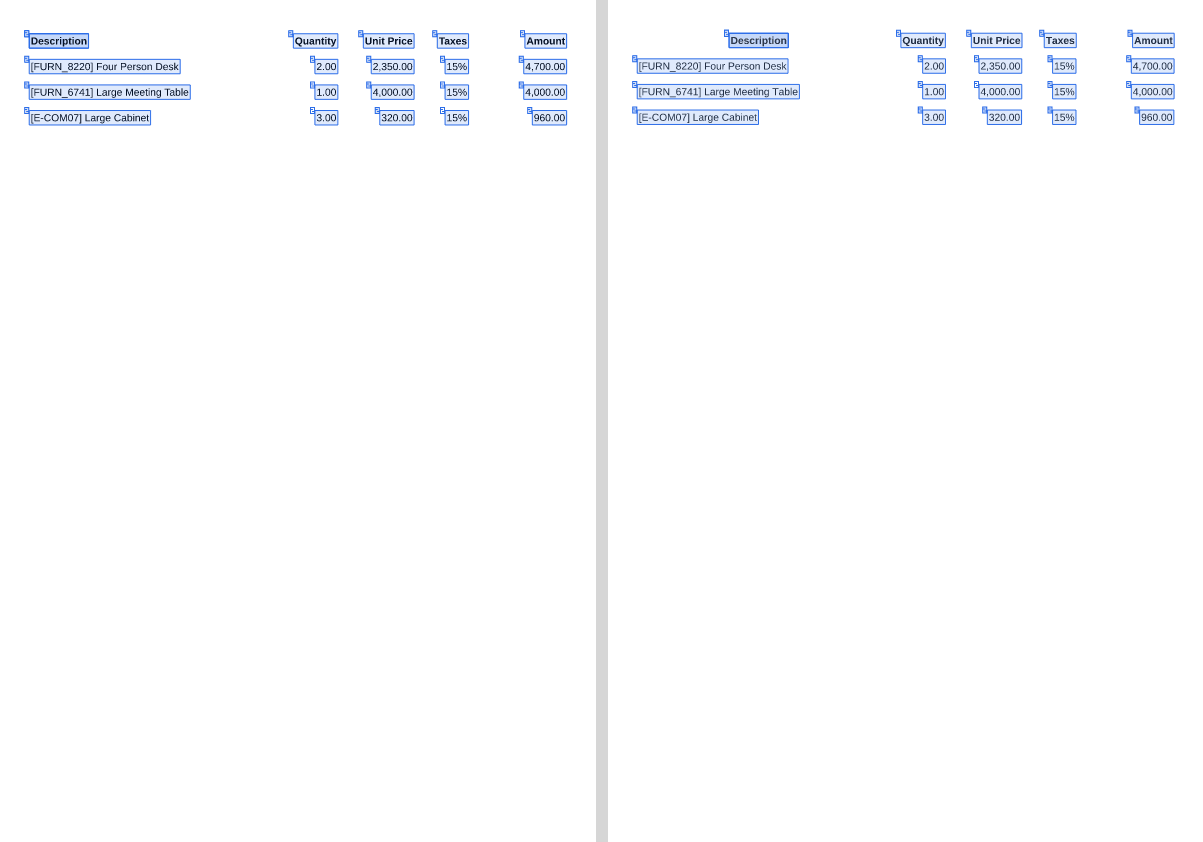 Description Quantity Unit Price Taxes Amount
[FURN_8220] Four Person Desk 2.00 2,350.00 15% 4,700.00
[FURN_6741] Large Meeting Table 1.00 4,000.00 15% 4,000.00
[E-COM07] Large Cabinet 3.00 320.00 15% 960.00
Description Quantity Unit Price Taxes Amount
[FURN_8220] Four Person Desk 2.00 2,350.00 15% 4,700.00
[FURN_6741] Large Meeting Table 1.00 4,000.00 15% 4,000.00
[E-COM07] Large Cabinet 3.00 320.00 15% 960.00